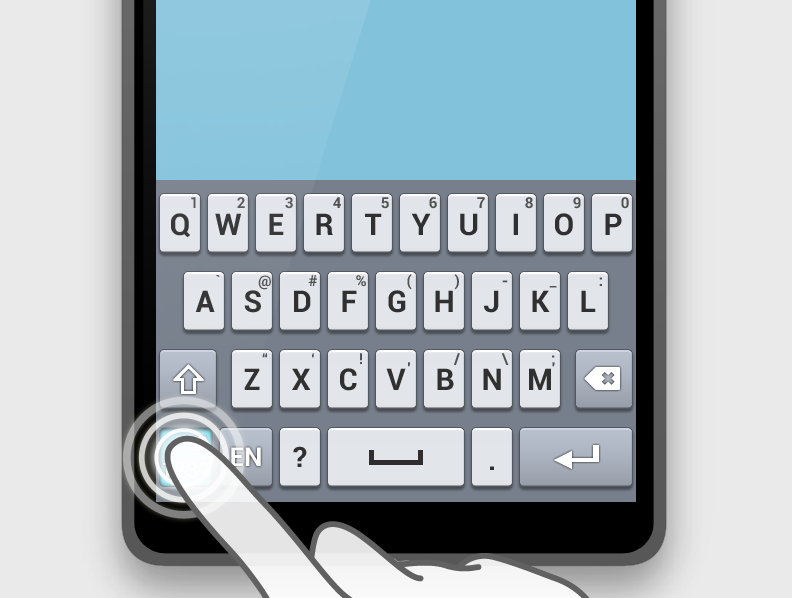 1 2 3 4 5 6 7 8 9 0
Q W E R T Y U I O P
` @ # % ( ) - _ :
A S D F G H J K L
“ ‘ ! , / \ ;
Z X C V B N M
EN ? .